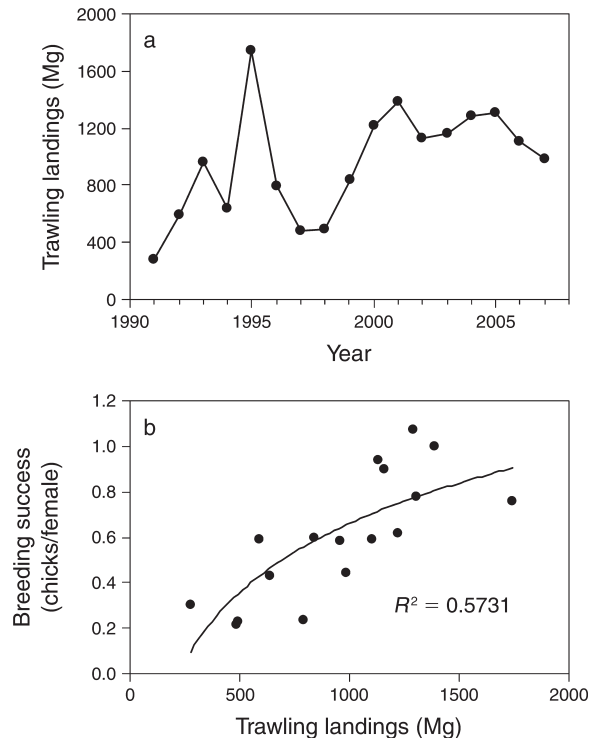 a
Trawling landings (Mg)
2000
1600
1200
800
400
0
1990
1995
2000
2005
Year
b
Breeding success
(chicks/female)
1.2
1.0
0.8
0.6
0.4
0.2
0.0
R² = 0.5731
0
500
1000
1500
2000
Trawling landings (Mg)